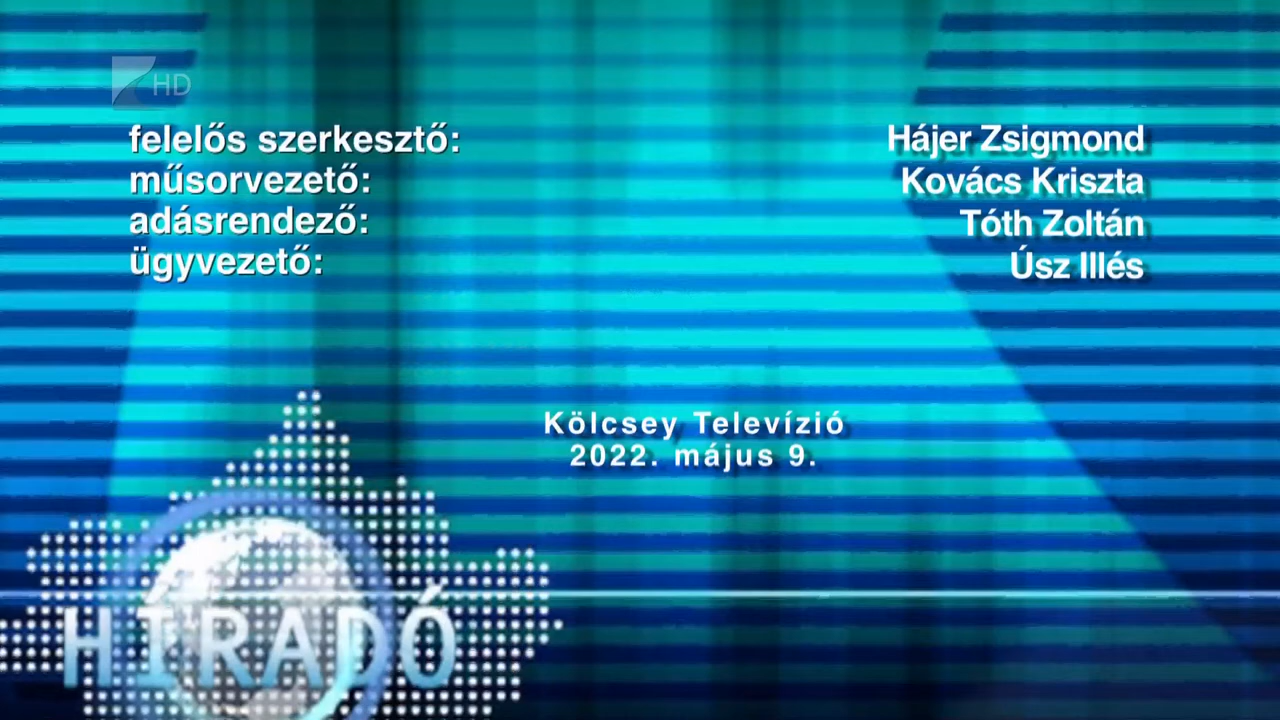 HD
felelős szerkesztő: Hájer Zsigmond
műsorvezető: Kovács Kriszta
adásrendező: Tóth Zoltán
ügyvezető: Úsz Illés
Kölcsey Televízió
2022. május 9.
HÍRADÓ